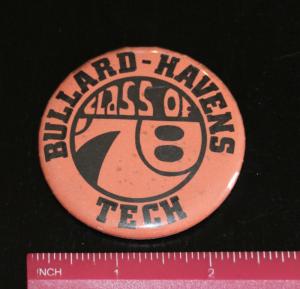 BULLARD-HAVENS
CLASS OF
78
TECH
INCH 1 2